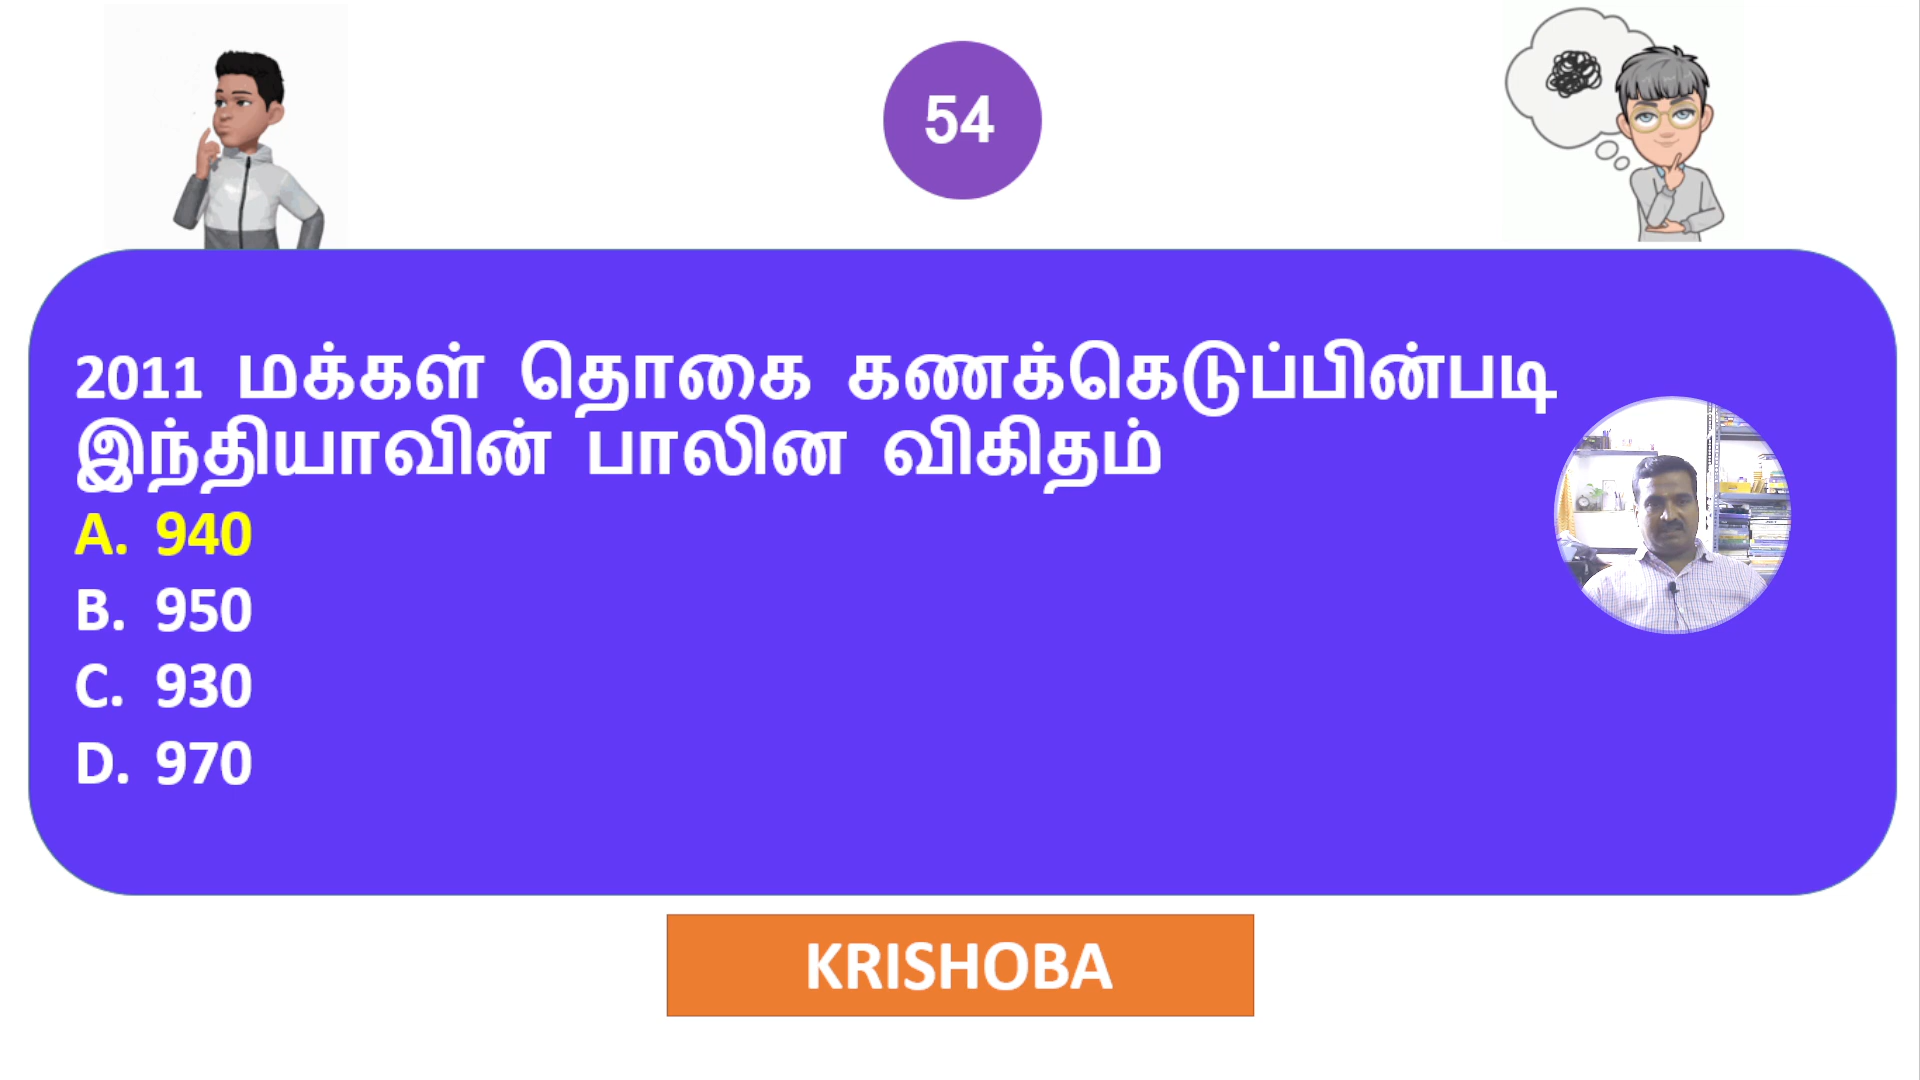 54
2011 மக்கள் தொகை கணக்கெடுப்பின்படி
இந்தியாவின் பாலின விகிதம்
A. 940
B. 950
C. 930
D. 970
KRISHOBA